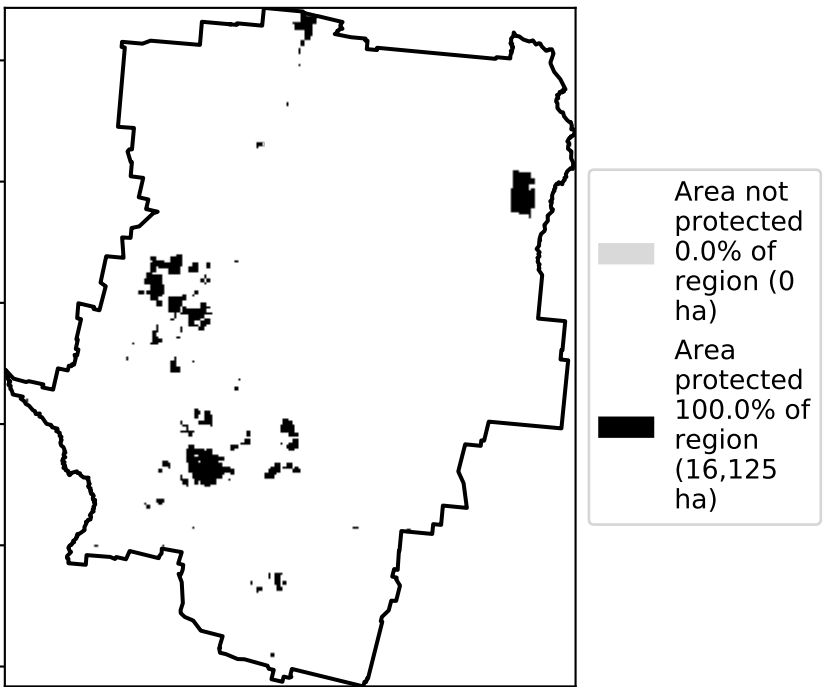 Area not
protected
0.0% of
region (0
ha)
Area
protected
100.0% of
region
(16,125
ha)